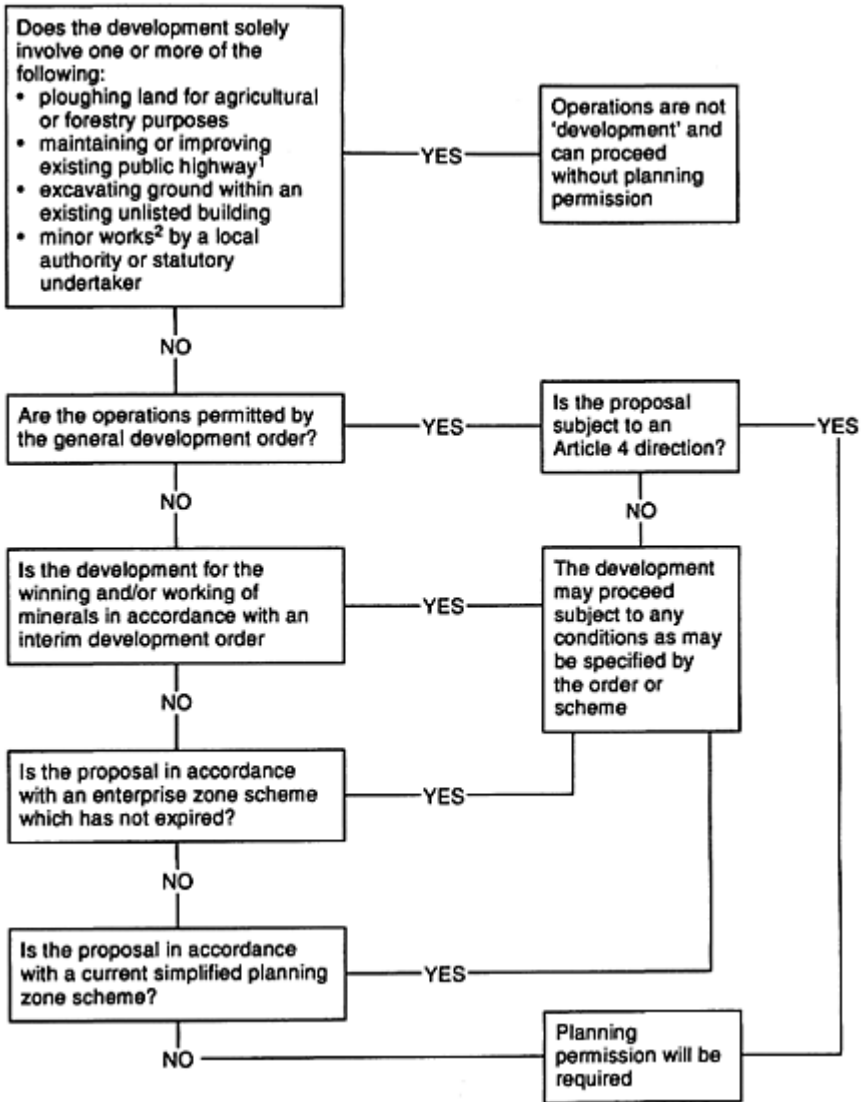 Does the development solely
involve one or more of the
following:
• ploughing land for agricultural
or forestry purposes
• maintaining or improving
existing public highway1
• excavating ground within an
existing unlisted building
• minor works2 by a local
authority or statutory
undertaker
YES
Operations are not
'development' and
can proceed
without planning
permission
NO
Are the operations permitted by
the general development order?
YES
Is the proposal
subject to an
Article 4 direction?
YES
NO
NO
Is the development for the
winning and/or working of
minerals in accordance with an
interim development order
YES
The development
may proceed
subject to any
conditions as may
be specified by
the order or
scheme
NO
Is the proposal in accordance
with an enterprise zone scheme
which has not expired?
YES
NO
Is the proposal in accordance
with a current simplified planning
zone scheme?
YES
NO
Planning
permission will be
required